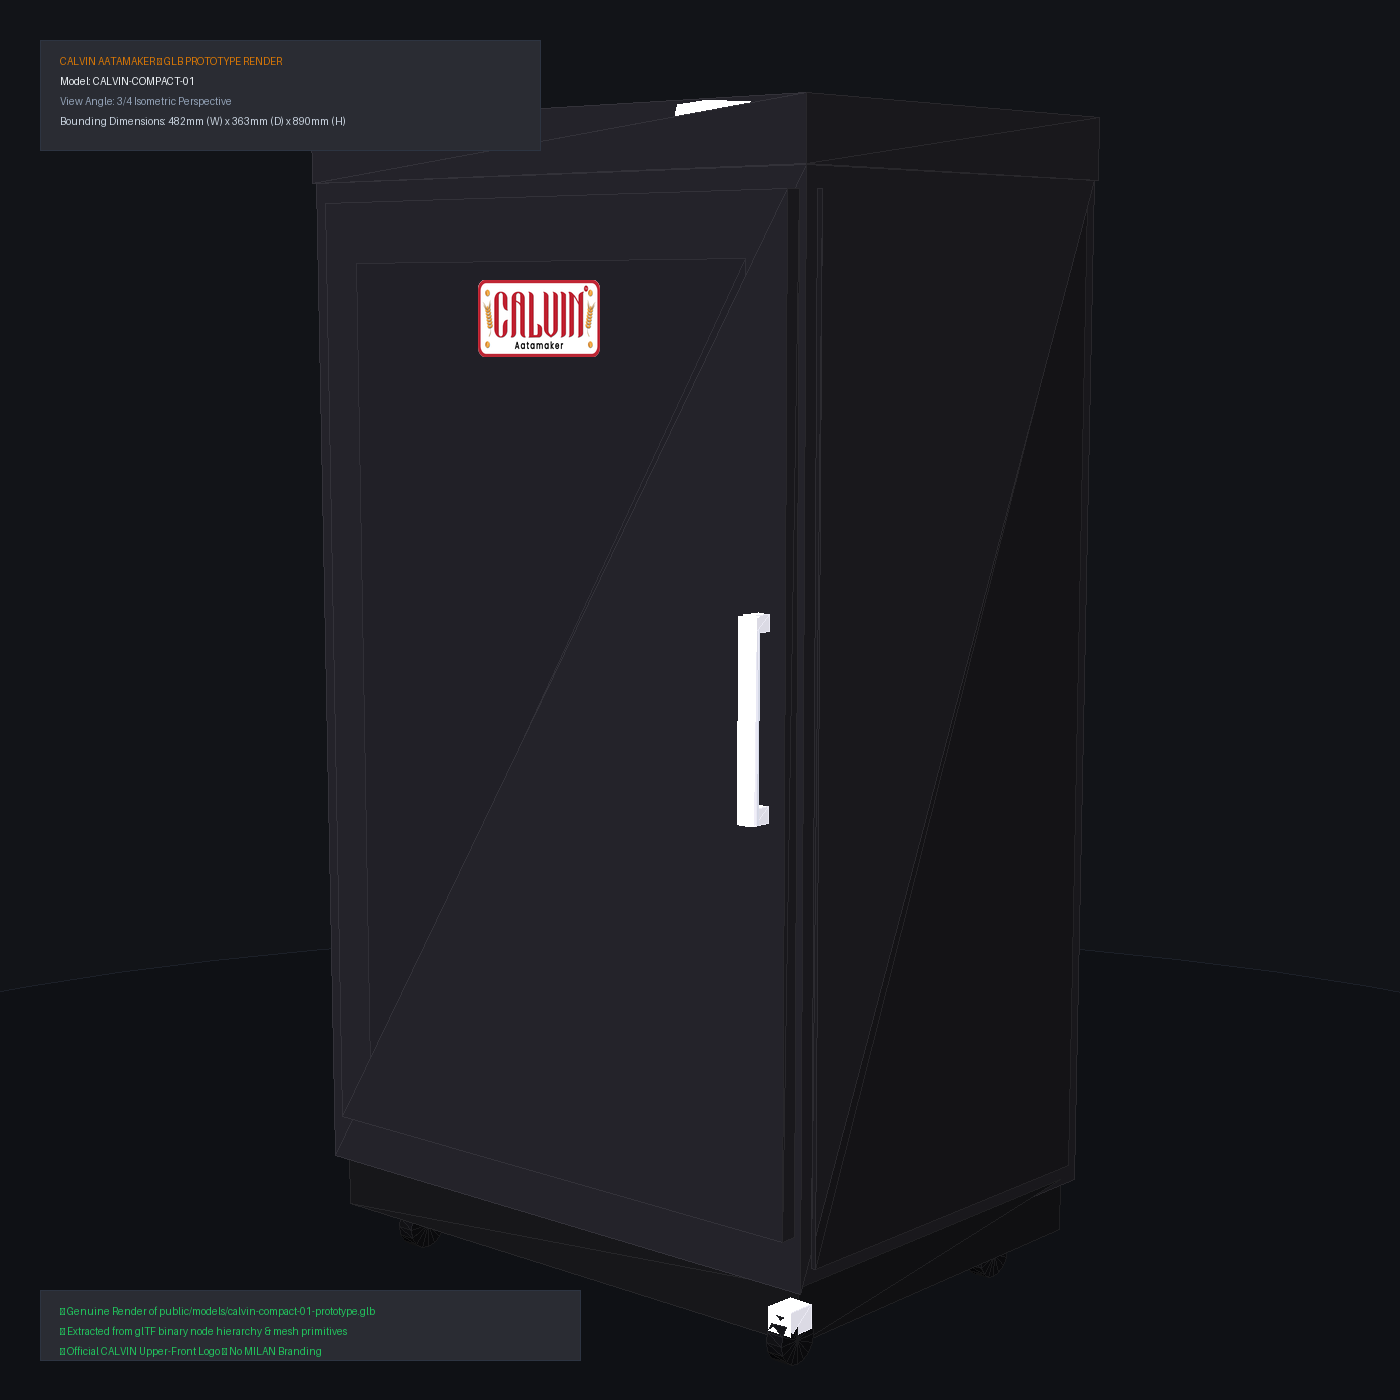 CALVIN AATAMAKER GLB PROTOTYPE RENDER
Model: CALVIN-COMPACT-01
View Angle: 3/4 Isometric Perspective
Bounding Dimensions: 482mm (W) x 363mm (D) x 890mm (H)
CALVIN
Aatamaker
Genuine Render of public/models/calvin-compact-01-prototype.glb
Extracted from glTF binary node hierarchy & mesh primitives
Official CALVIN Upper-Front Logo No MILAN Branding